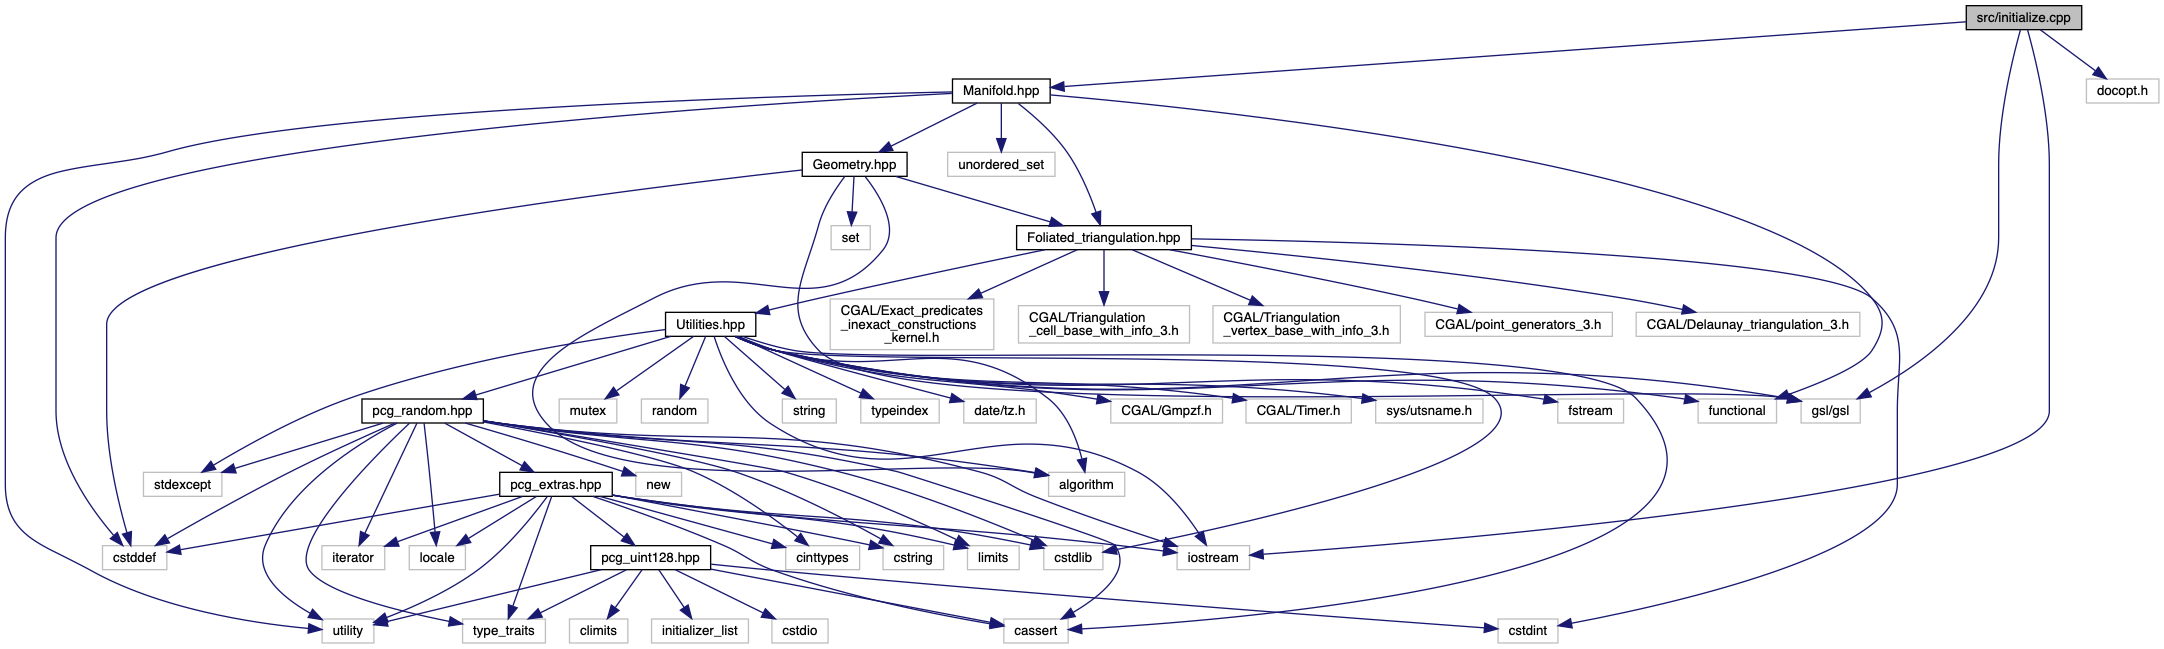 src/initialize.cpp
Manifold.hpp
docopt.h
Geometry.hpp
unordered_set
set
Foliated_triangulation.hpp
Utilities.hpp
CGAL/Exact_predicates
_inexact_constructions
_kernel.h
CGAL/Triangulation
_cell_base_with_info_3.h
CGAL/Triangulation
_vertex_base_with_info_3.h
CGAL/point_generators_3.h
CGAL/Delaunay_triangulation_3.h
pcg_random.hpp
mutex
random
string
typeindex
date/tz.h
CGAL/Gmpzf.h
CGAL/Timer.h
sys/utsname.h
fstream
functional
gsl/gsl
stdexcept
pcg_extras.hpp
new
algorithm
cstddef
iterator
locale
pcg_uint128.hpp
cinttypes
cstring
limits
cstdlib
iostream
utility
type_traits
climits
initializer_list
cstdio
cassert
cstdint